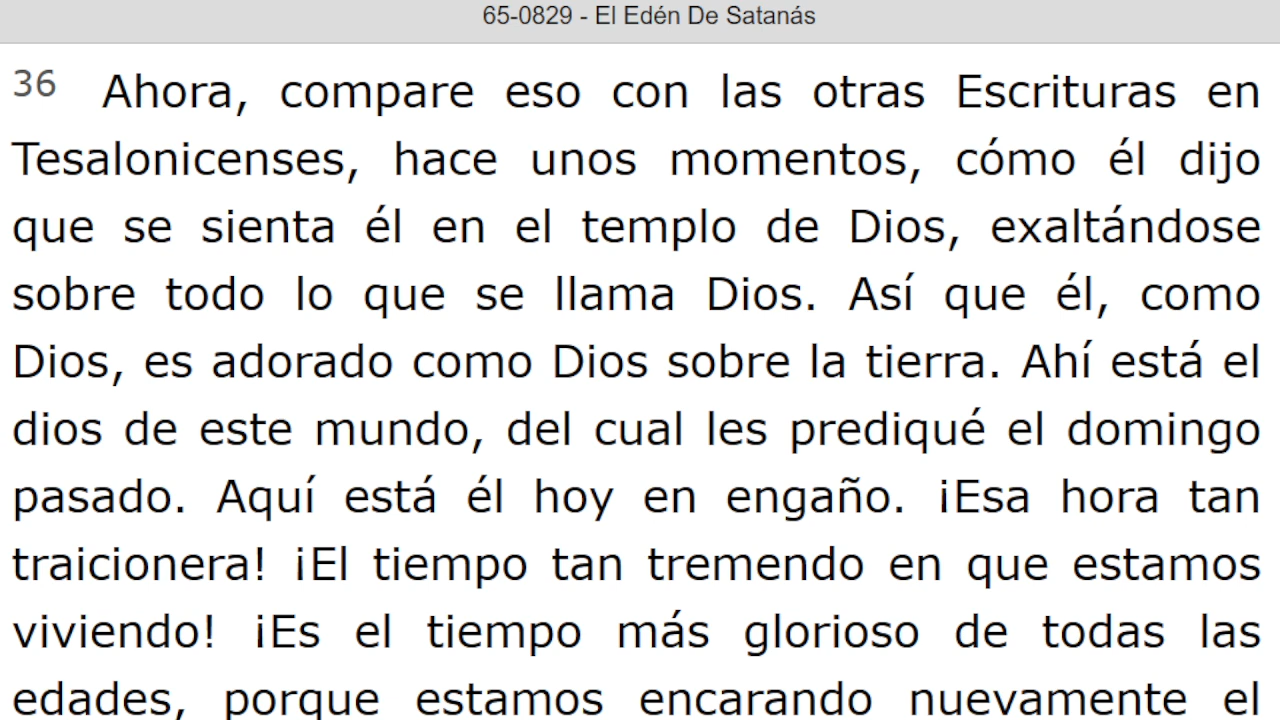 65-0829 - El Edén De Satanás
36 Ahora, compare eso con las otras Escrituras en
Tesalonicenses, hace unos momentos, cómo él dijo
que se sienta él en el templo de Dios, exaltándose
sobre todo lo que se llama Dios. Así que él, como
Dios, es adorado como Dios sobre la tierra. Ahí está el
dios de este mundo, del cual les prediqué el domingo
pasado. Aquí está él hoy en engaño. ¡Esa hora tan
traicionera! ¡El tiempo tan tremendo en que estamos
viviendo! ¡Es el tiempo más glorioso de todas las
edades, porque estamos encarando nuevamente el